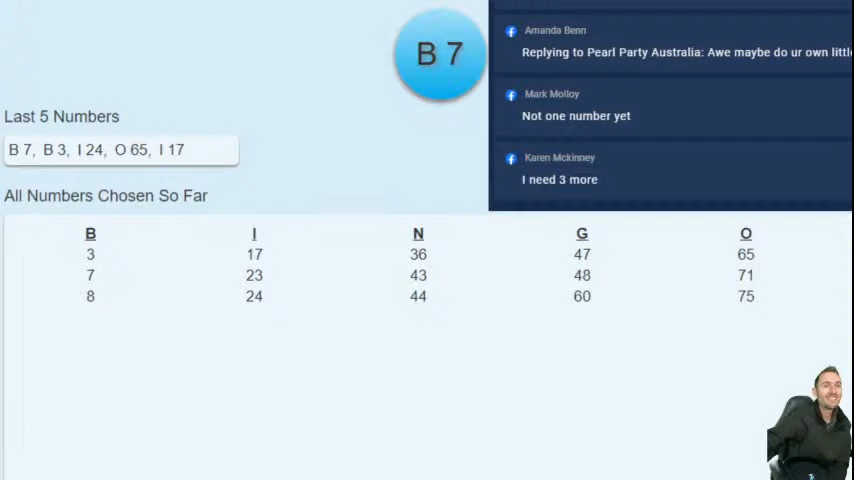 B 7
Amanda Benn
Replying to Pearl Party Australia: Awe maybe do ur own
Mark Molloy
Not one number yet
Karen Mckinney
I need 3 more
Last 5 Numbers
B 7, B 3, I 24, O 65, I 17
All Numbers Chosen So Far
B I N G O
3 17 36 47 65
7 23 43 48 71
8 24 44 60 75